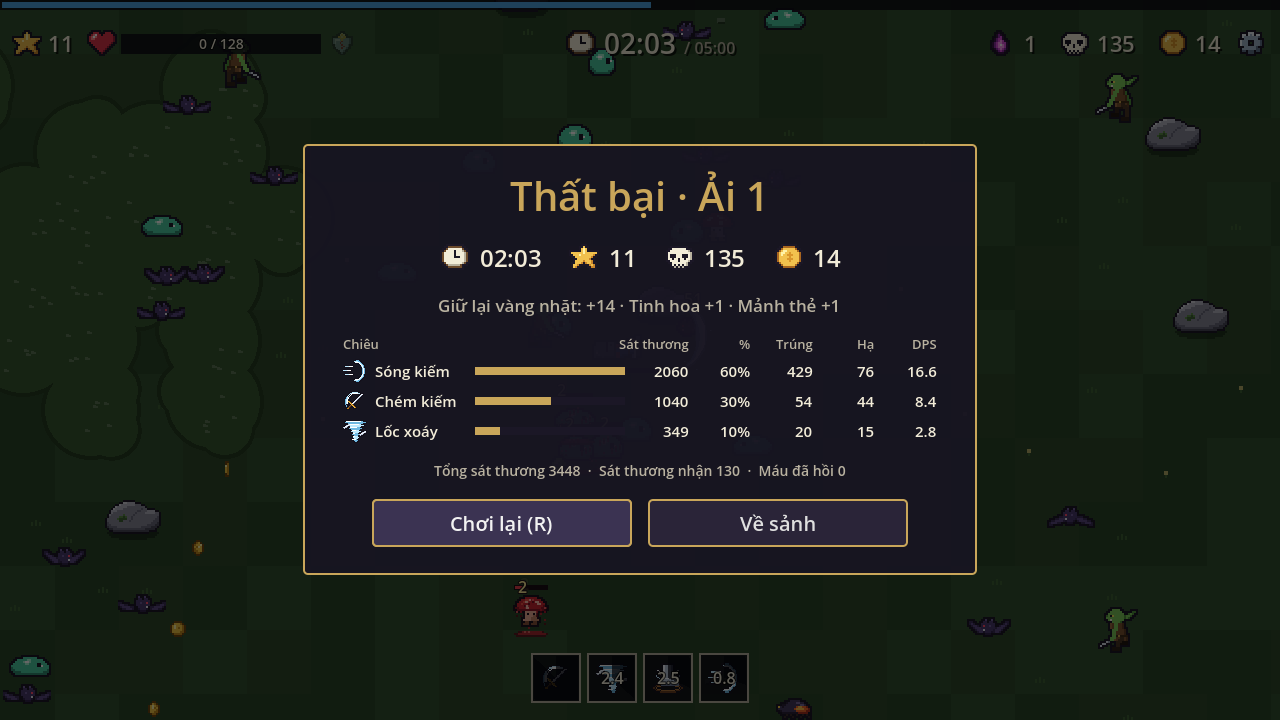 11 0 / 128 02:03 / 05:00 1 135 14
Thất bại · Ải 1
02:03 11 135 14
Giữ lại vàng nhặt: +14 · Tinh hoa +1 · Mảnh thẻ +1
Chiêu Sát thương % Trúng Hạ DPS
Sóng kiếm 2060 60% 429 76 16.6
Chém kiếm 1040 30% 54 44 8.4
Lốc xoáy 349 10% 20 15 2.8
Tổng sát thương 3448 · Sát thương nhận 130 · Máu đã hồi 0
Chơi lại (R) Về sảnh
2
2.4 2.5 0.8